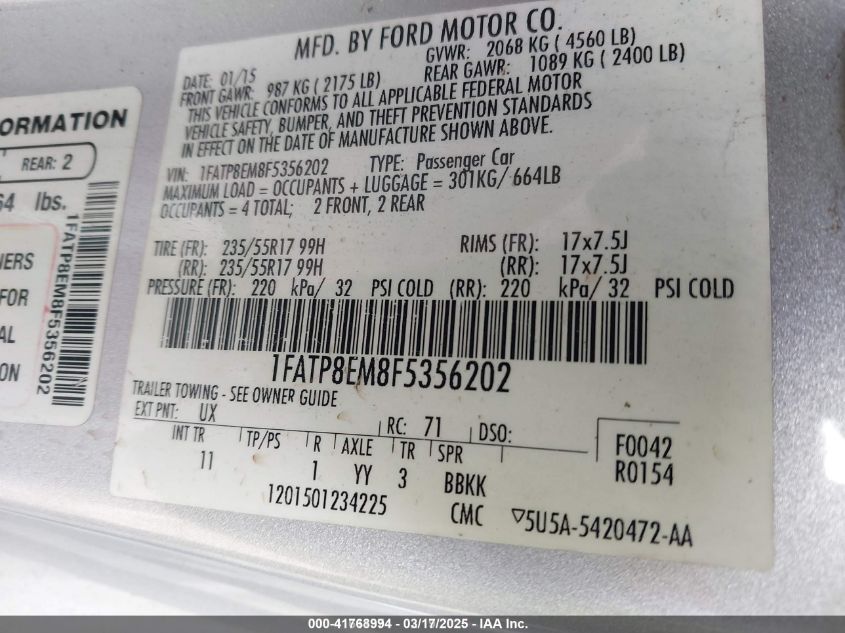 MFD. BY FORD MOTOR CO.
DATE: 01/15
GVWR: 2068 KG ( 4560 LB)
FRONT GAWR: 987 KG ( 2175 LB)
REAR GAWR: 1089 KG ( 2400 LB)
THIS VEHICLE CONFORMS TO ALL APPLICABLE FEDERAL MOTOR
VEHICLE SAFETY, BUMPER, AND THEFT PREVENTION STANDARDS
IN EFFECT ON THE DATE OF MANUFACTURE SHOWN ABOVE.
VIN: 1FATP8EM8F5356202 TYPE: Passenger Car
MAXIMUM LOAD = OCCUPANTS + LUGGAGE = 301KG/ 664LB
OCCUPANTS = 4 TOTAL; 2 FRONT, 2 REAR
TIRE (FR): 235/55R17 99H RIMS (FR): 17x7.5J
(RR): 235/55R17 99H (RR): 17x7.5J
PRESSURE (FR): 220 kPa/ 32 PSI COLD (RR): 220 kPa/ 32 PSI COLD
1FATP8EM8F5356202
TRAILER TOWING - SEE OWNER GUIDE
EXT PNT: UX RC: 71 DSO:
INT TR TP/PS R AXLE TR SPR
11 1 YY 3 BBKK
F0042
R0154
1201501234225 CMC ▽5U5A-5420472-AA
ORMATION
REAR: 2
64 lbs.
1FATP8EM8F5356202
NERS
FOR
AL
ON
000-41768994 - 03/17/2025 - IAA Inc.